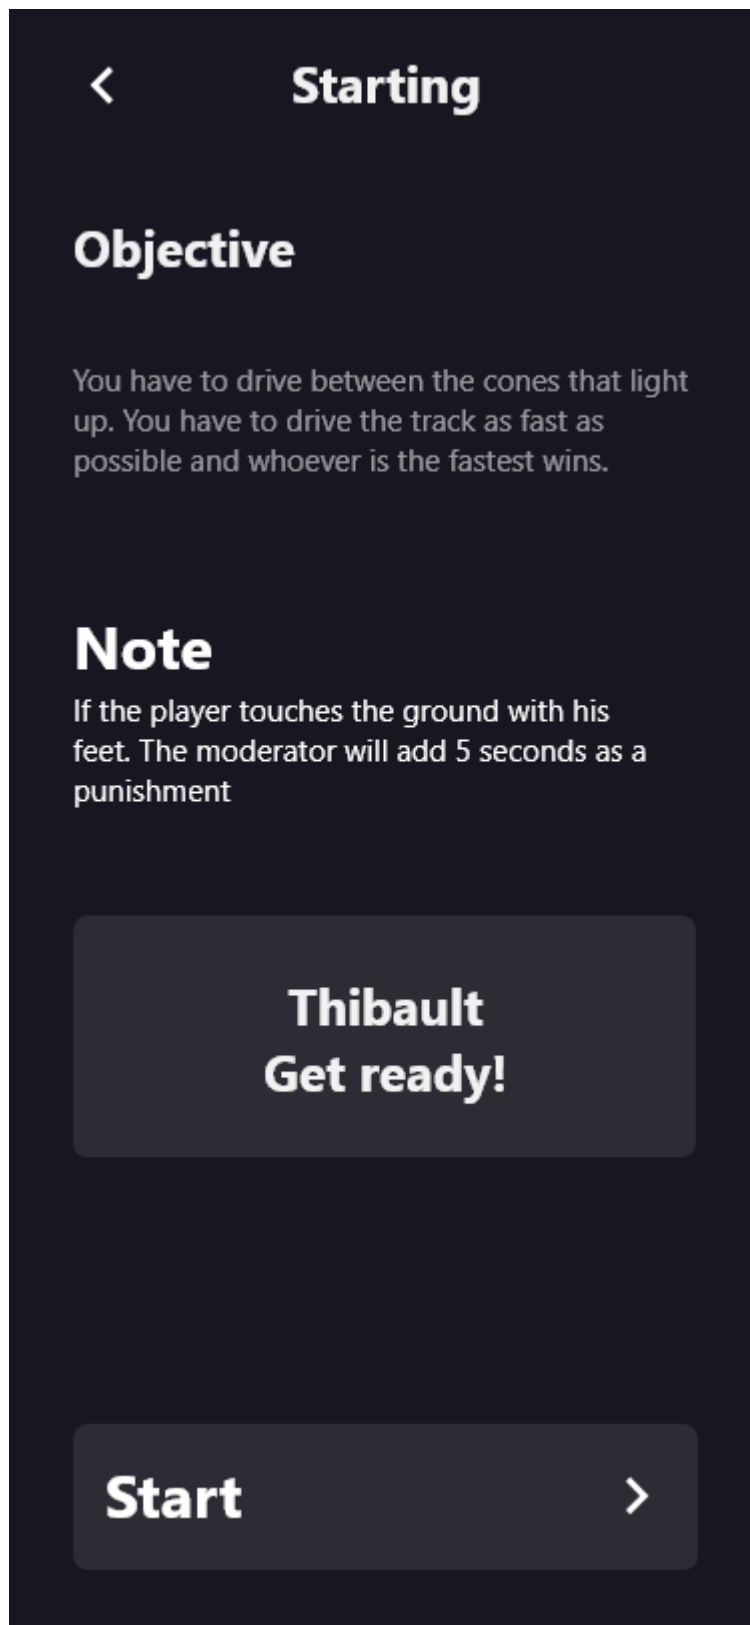 Starting
Objective
You have to drive between the cones that light
up. You have to drive the track as fast as
possible and whoever is the fastest wins.
Note
If the player touches the ground with his
feet. The moderator will add 5 seconds as a
punishment
Thibault
Get ready!
Start